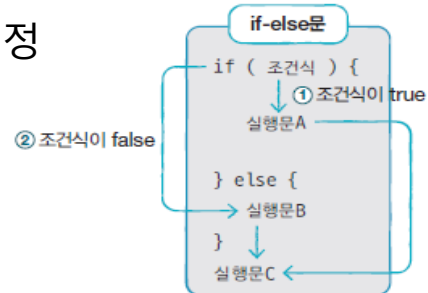 정
if-else문
if ( 조건식 ) {
① 조건식이 true
실행문A
② 조건식이 false
} else {
실행문B
}
실행문C